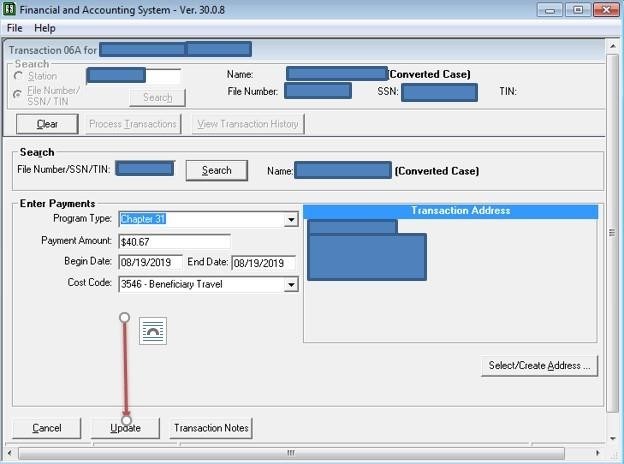 Financial and Accounting System - Ver. 30.0.8
File Help
Transaction 06A for
Search
Station Name: (Converted Case)
File Number/ SSN/ TIN Search File Number: SSN: TIN:
Clear Process Transactions View Transaction History
Search
File Number/SSN/TIN: Search Name: (Converted Case)
Enter Payments Transaction Address
Program Type: Chapter 31
Payment Amount: $40.67
Begin Date: 08/19/2019 End Date: 08/19/2019
Cost Code: 3546 - Beneficiary Travel
Select/Create Address ...
Cancel Update Transaction Notes